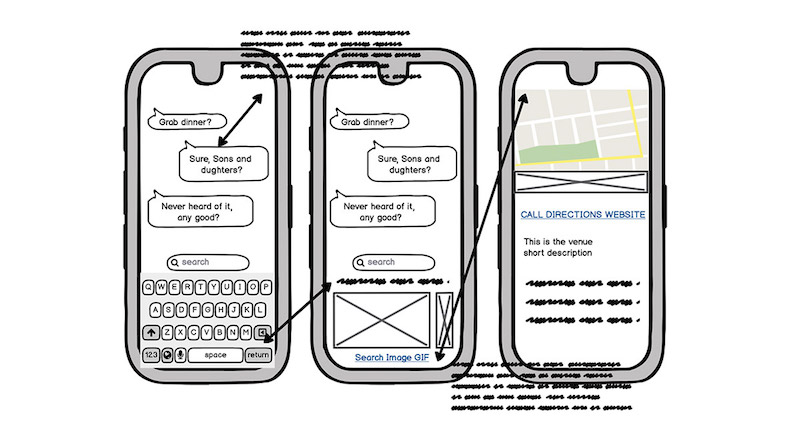 Grab dinner?
Sure, Sons and
dughters?
Never heard of it,
any good?
search
Q W E R T Y U I O P
A S D F G H J K L
Z X C V B N M
123 space return
Grab dinner?
Sure, Sons and
dughters?
Never heard of it,
any good?
search
Search Image GIF
CALL DIRECTIONS WEBSITE
This is the venue
short description